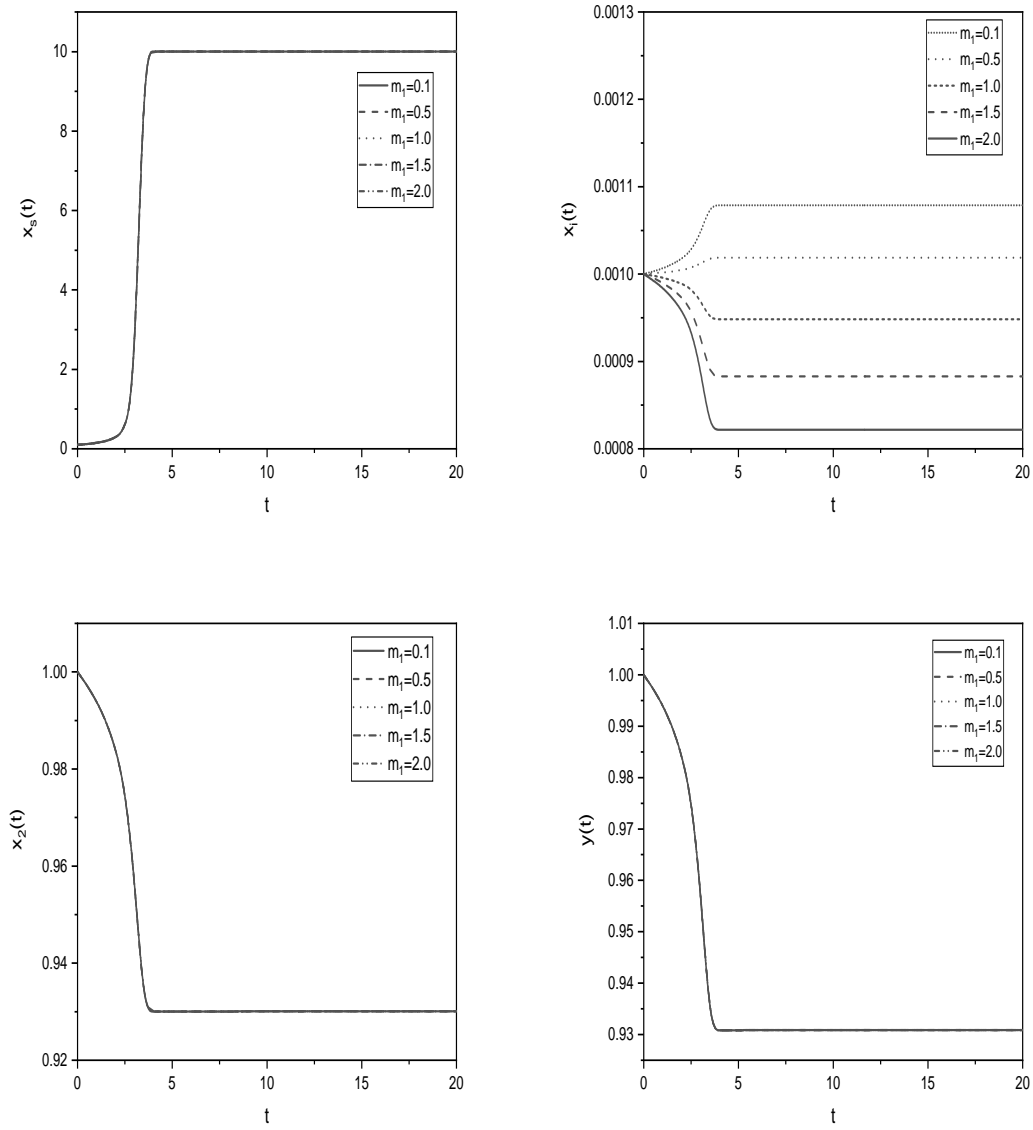 10
8
6
4
2
0
x_s(t)
m_1=0.1
m_1=0.5
m_1=1.0
m_1=1.5
m_1=2.0
0 5 10 15 20
t
0.0013
0.0012
0.0011
0.0010
0.0009
0.0008
x_i(t)
m_1=0.1
m_1=0.5
m_1=1.0
m_1=1.5
m_1=2.0
0 5 10 15 20
t
1.00
0.98
0.96
0.94
0.92
x_2(t)
m_1=0.1
m_1=0.5
m_1=1.0
m_1=1.5
m_1=2.0
0 5 10 15 20
t
1.01
1.00
0.99
0.98
0.97
0.96
0.95
0.94
0.93
y(t)
m_1=0.1
m_1=0.5
m_1=1.0
m_1=1.5
m_1=2.0
0 5 10 15 20
t